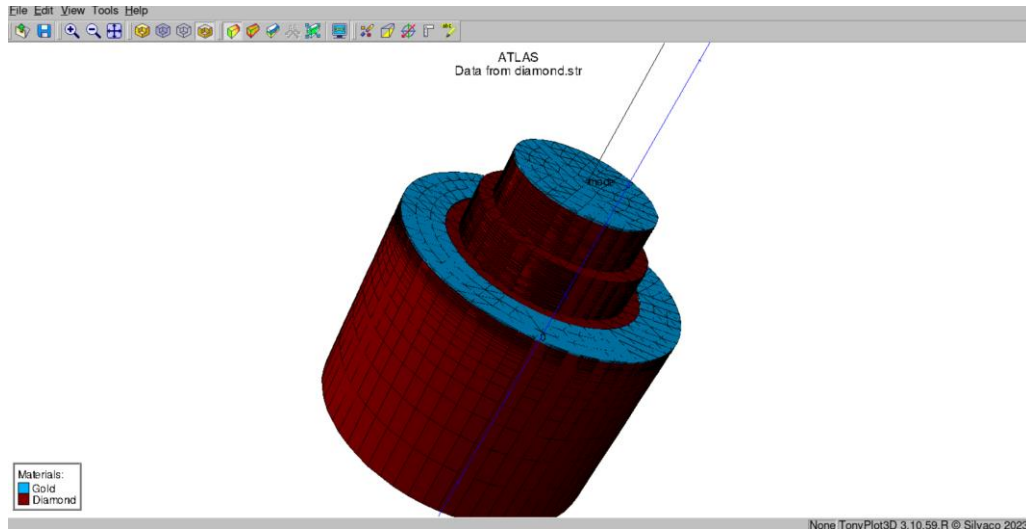 File Edit View Tools Help
ATLAS
Data from diamond.str
anode
Materials:
Gold
Diamond
None TonyPlot3D 3.10.59.R © Silvaco 2023